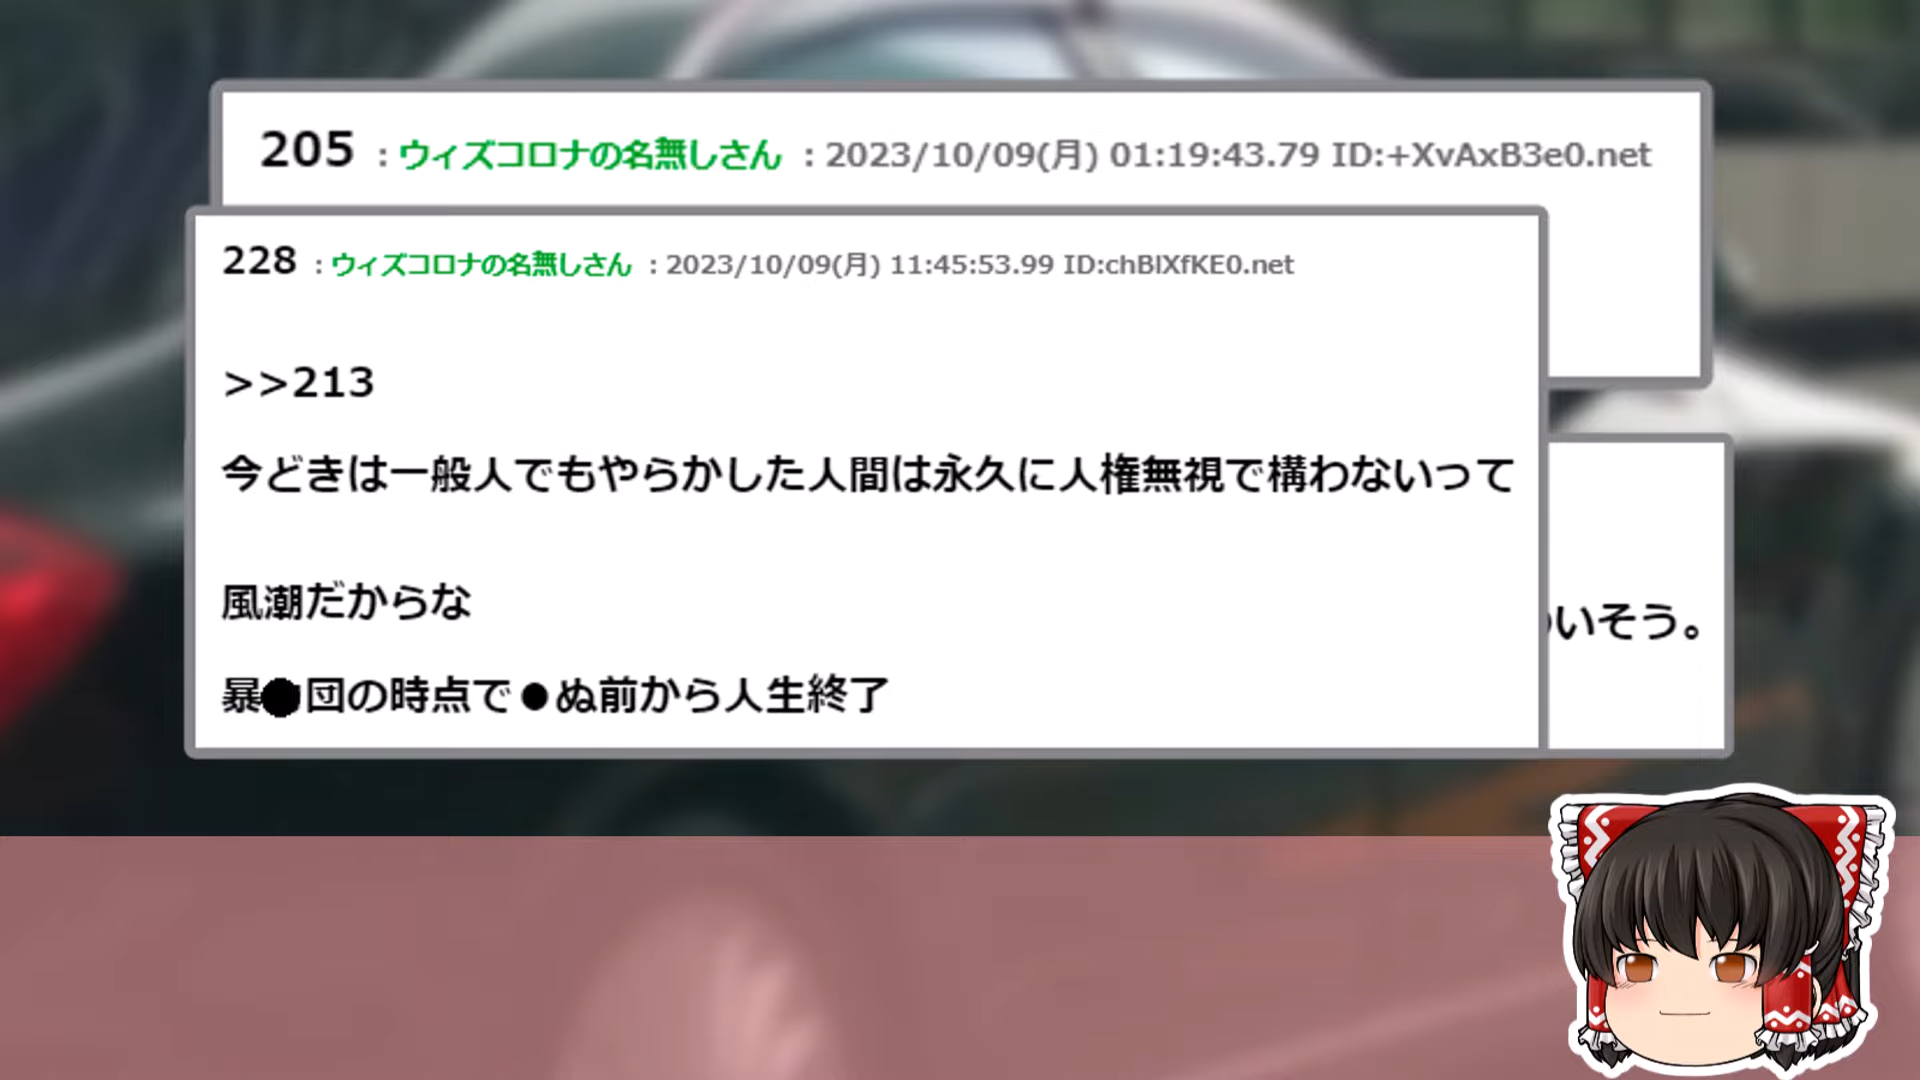 205 : ウィズコロナの名無しさん : 2023/10/09(月) 01:19:43.79 ID:+XvAxB3e0.net
228 : ウィズコロナの名無しさん : 2023/10/09(月) 11:45:53.99 ID:chBlXfKE0.net
>>213
今どきは一般人でもやらかした人間は永久に人権無視で構わないって
風潮だからな
暴●団の時点で●ぬ前から人生終了
いそう。